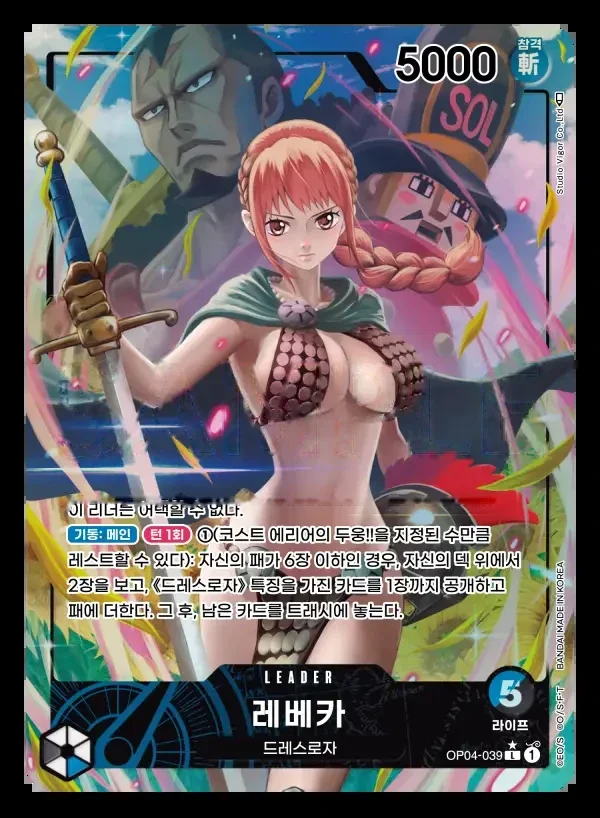 5000
참격
斬
SOL
Studio Vigor Co.,Ltd
이 리더는 어택할 수 없다.
기동: 메인 턴 1회 ①(코스트 에리어의 두웅!!을 지정된 수만큼
레스트할 수 있다): 자신의 패가 6장 이하인 경우, 자신의 덱 위에서
2장을 보고, 《드레스로자》 특징을 가진 카드를 1장까지 공개하고
패에 더한다. 그 후, 남은 카드를 트래시에 놓는다.
BANDAI MADE IN KOREA
©EO/S ©O/S·F·T
LEADER
5
레베카
라이프
드레스로자
OP04-039 L 1